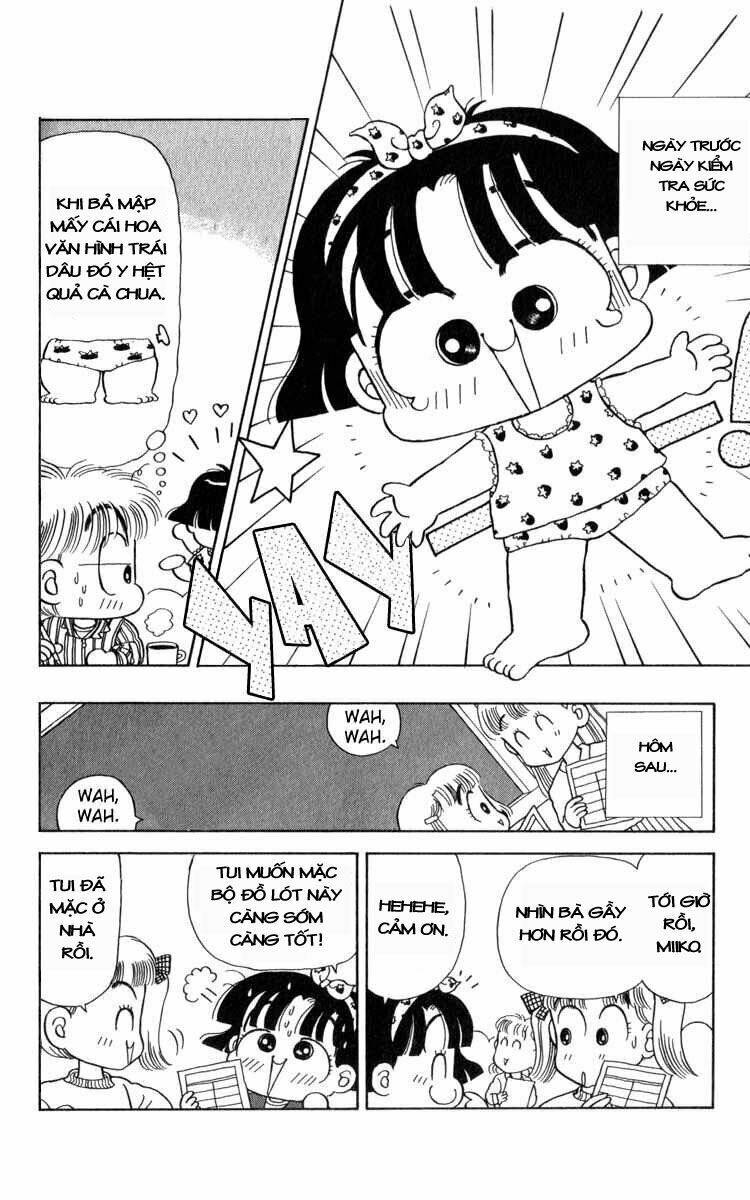 NGÀY TRƯỚC
NGÀY KIỂM
TRA SỨC
KHỎE...
YAY
KHI BẢ MẬP
MẤY CÁI HOA
VĂN HÌNH TRÁI
DÂU ĐÓ Y HỆT
QUẢ CÀ CHUA.
HÔM
SAU...
WAH,
WAH.
WAH,
WAH.
TỚI GIỜ
RỒI,
MIIKO.
NHÌN BÀ GẦY
HƠN RỒI ĐÓ.
HEHEHE,
CẢM ƠN.
TUI MUỐN MẶC
BỘ ĐỒ LÓT NÀY
CÀNG SỚM
CÀNG TỐT!
TUI ĐÃ
MẶC Ở
NHÀ
RỒI.